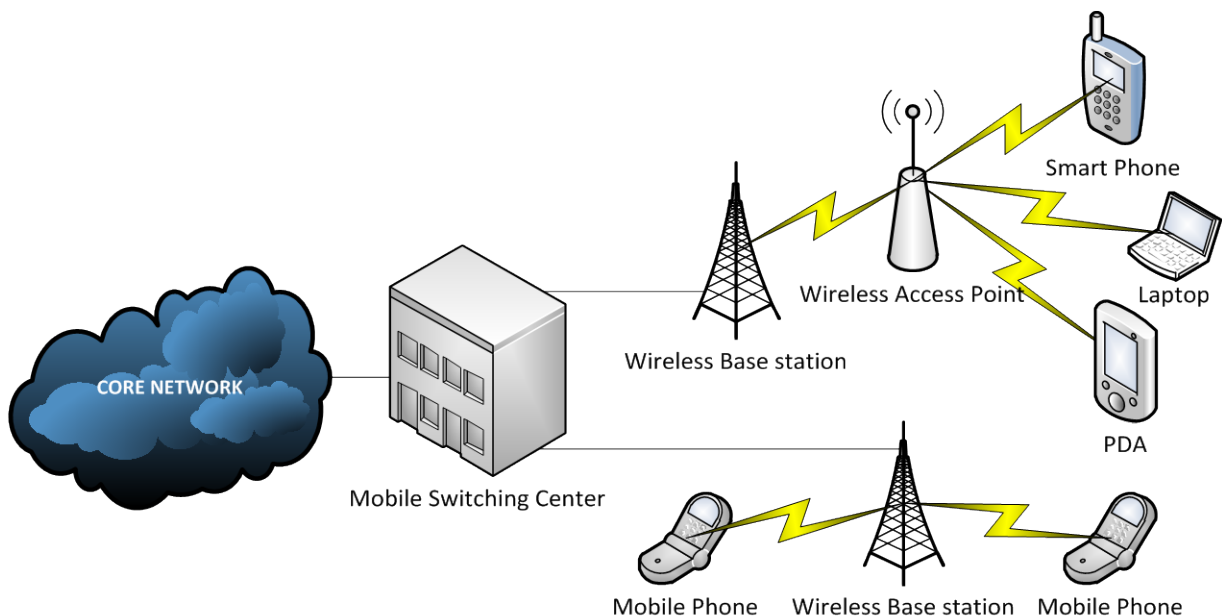 Smart Phone
Wireless Access Point
Laptop
Wireless Base station
CORE NETWORK
PDA
Mobile Switching Center
Mobile Phone
Wireless Base station
Mobile Phone